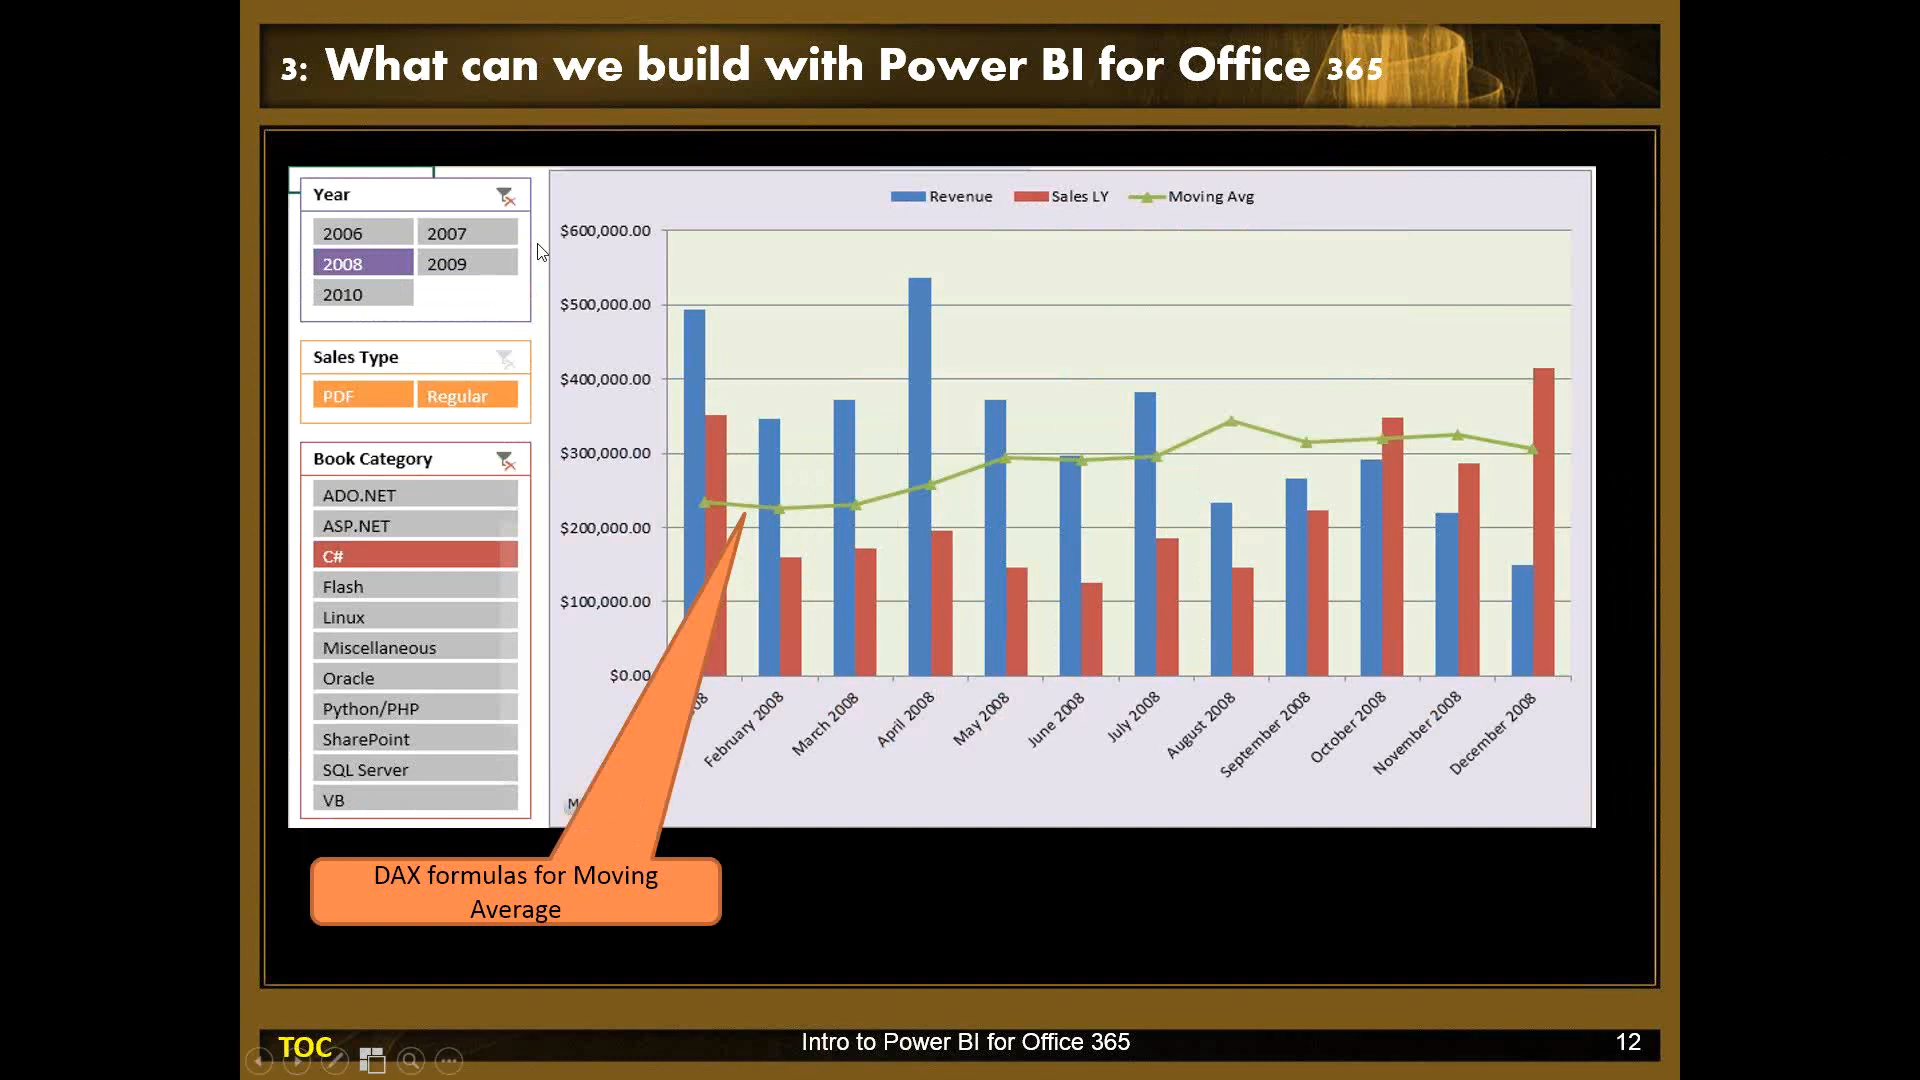 3: What can we build with Power BI for Office 365
Year
2006 2007
2008 2009
2010
Sales Type
PDF Regular
Book Category
ADO.NET
ASP.NET
C#
Flash
Linux
Miscellaneous
Oracle
Python/PHP
SharePoint
SQL Server
VB
Revenue Sales LY Moving Avg
$600,000.00
$500,000.00
$400,000.00
$300,000.00
$200,000.00
$100,000.00
$0.00
February 2008
March 2008
April 2008
May 2008
June 2008
July 2008
August 2008
September 2008
October 2008
November 2008
December 2008
DAX formulas for Moving
Average
TOC Intro to Power BI for Office 365 12